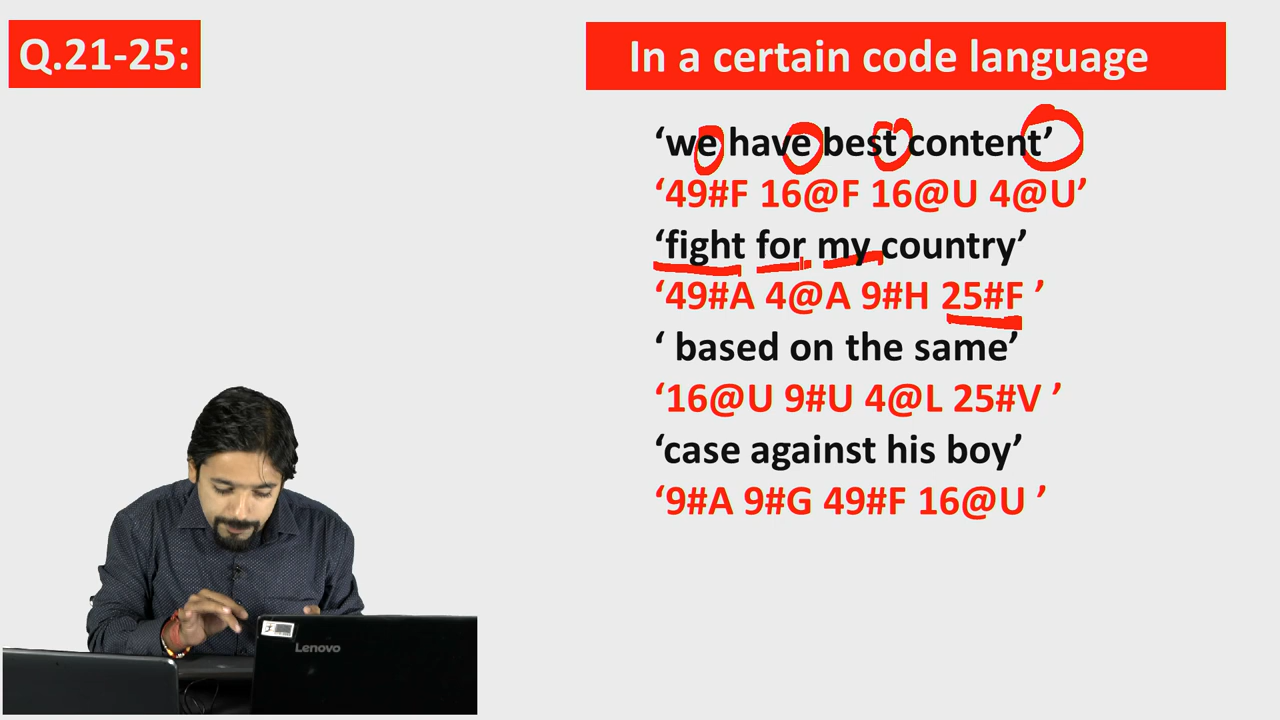 Q.21-25:
In a certain code language
‘we have best content’
‘49#F 16@F 16@U 4@U’
‘fight for my country’
‘49#A 4@A 9#H 25#F ’
‘ based on the same’
‘16@U 9#U 4@L 25#V ’
‘case against his boy’
‘9#A 9#G 49#F 16@U ’
Lenovo